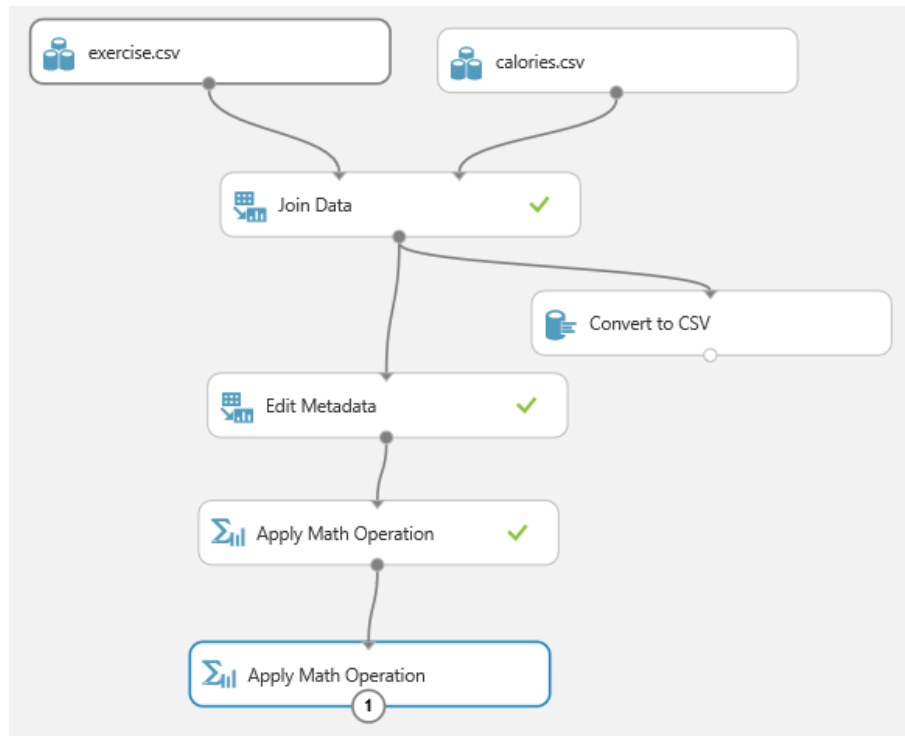 exercise.csv
calories.csv
Join Data
Convert to CSV
Edit Metadata
Apply Math Operation
Apply Math Operation
1